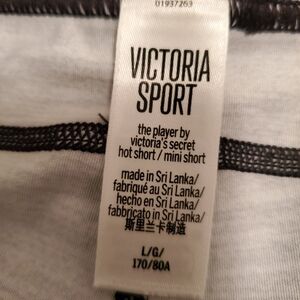 01937263
VICTORIA
SPORT
the player by
victoria's secret
hot short / mini short
made in Sri Lanka/
fabriqué au Sri Lanka/
hecho en Sri Lanka/
fabbricato in Sri Lanka/
斯里兰卡制造
L/G/
170/80A